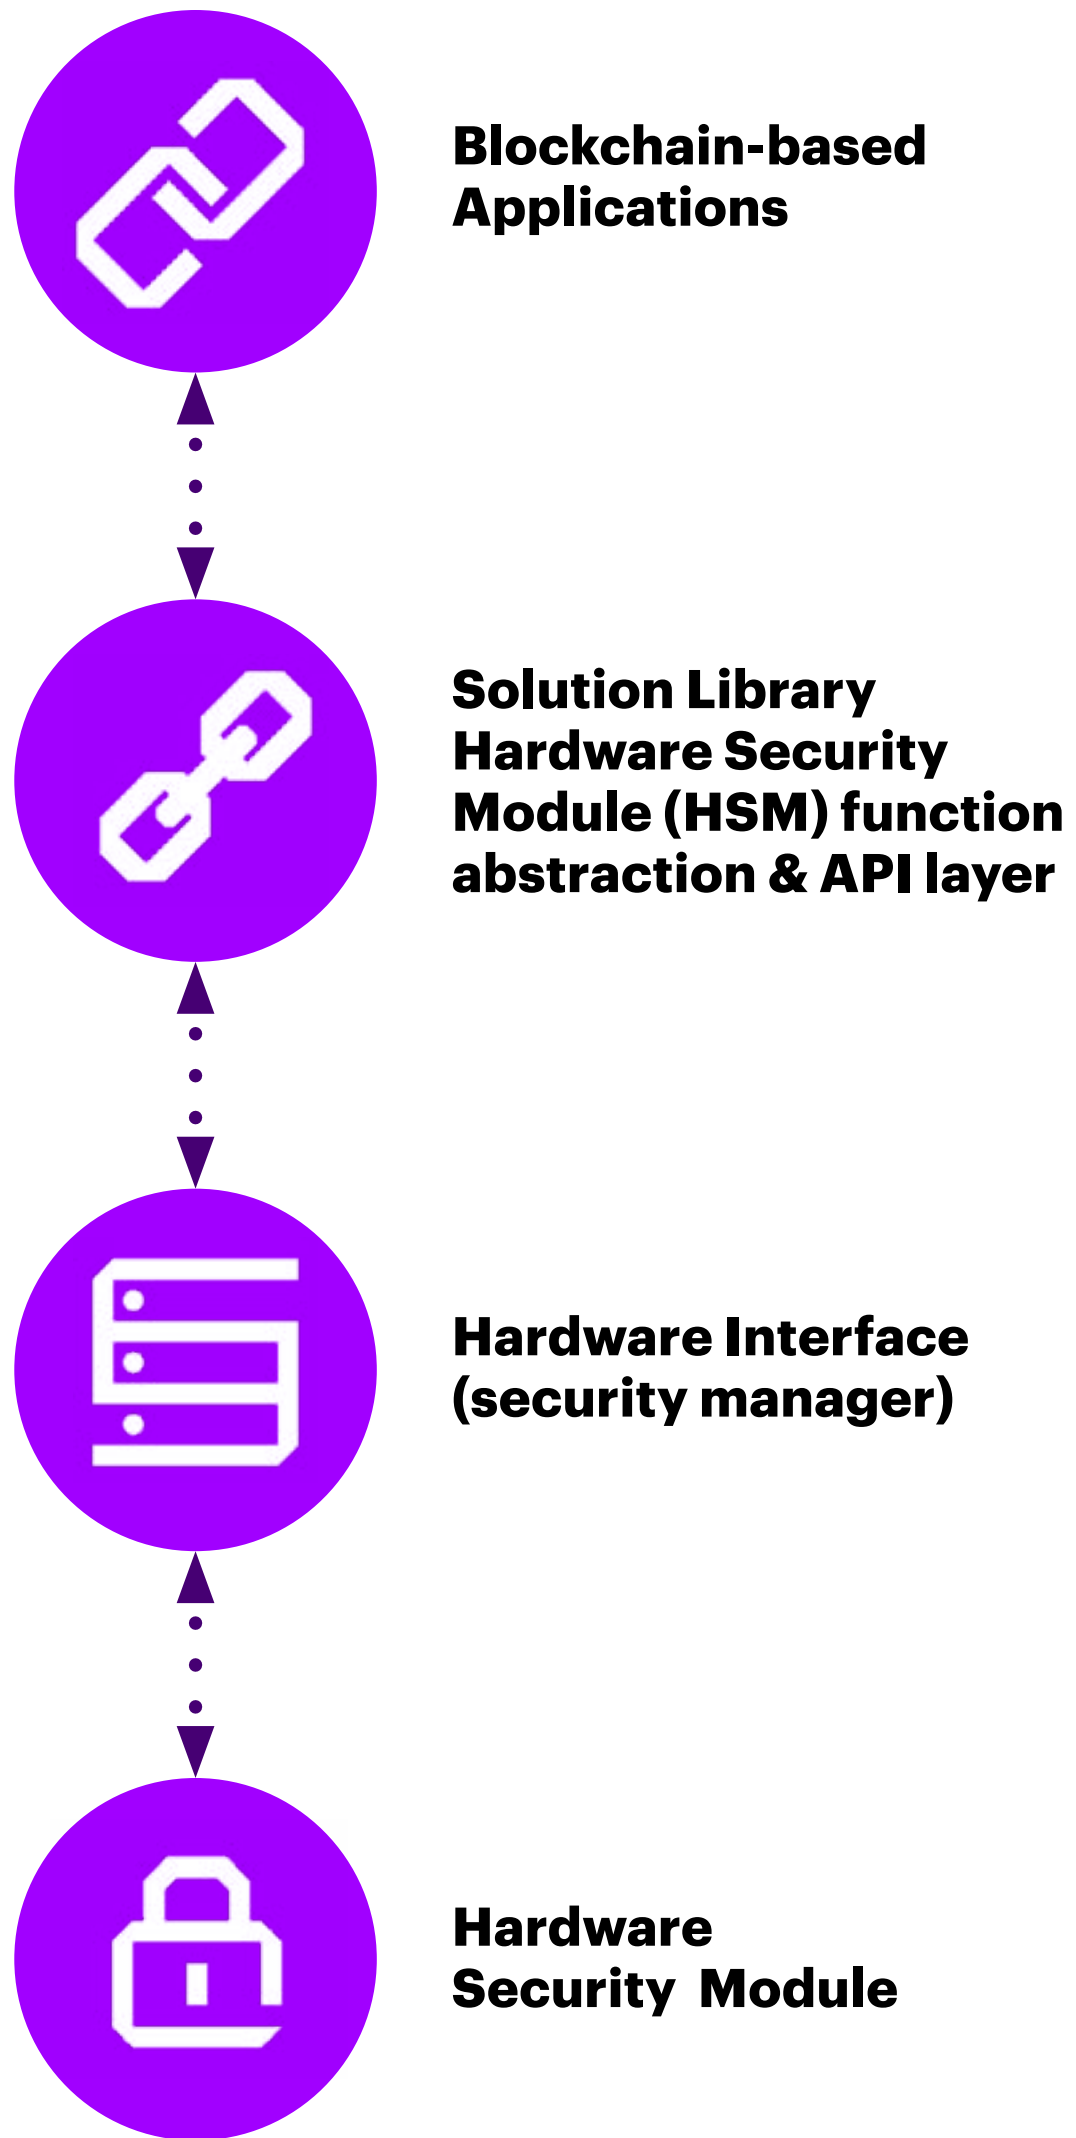 Blockchain-based
Applications
Solution Library
Hardware Security
Module (HSM) function
abstraction & API layer
Hardware Interface
(security manager)
Hardware
Security Module